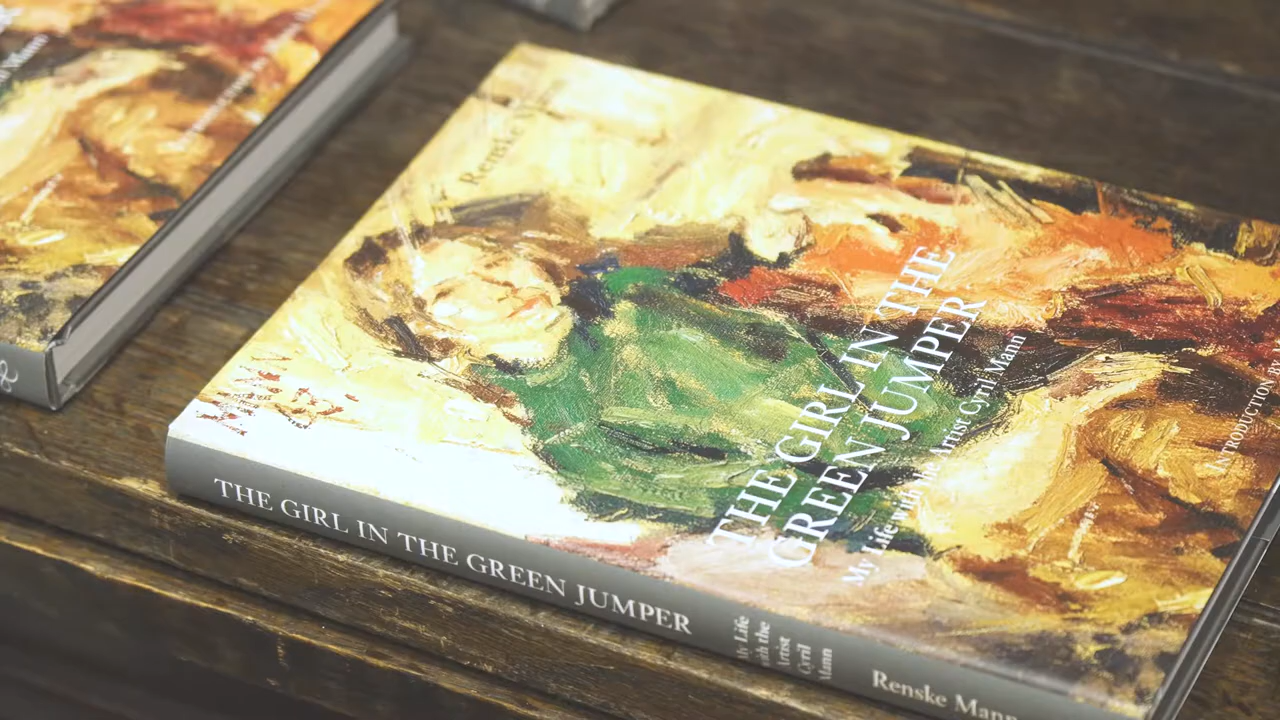 Renske
THE GIRL IN THE
GREEN JUMPER
My Life with the Artist Cyril Mann
INTRODUCTION BY
THE GIRL IN THE GREEN JUMPER
My Life
with the
Artist
Cyril
Mann
Renske Mann